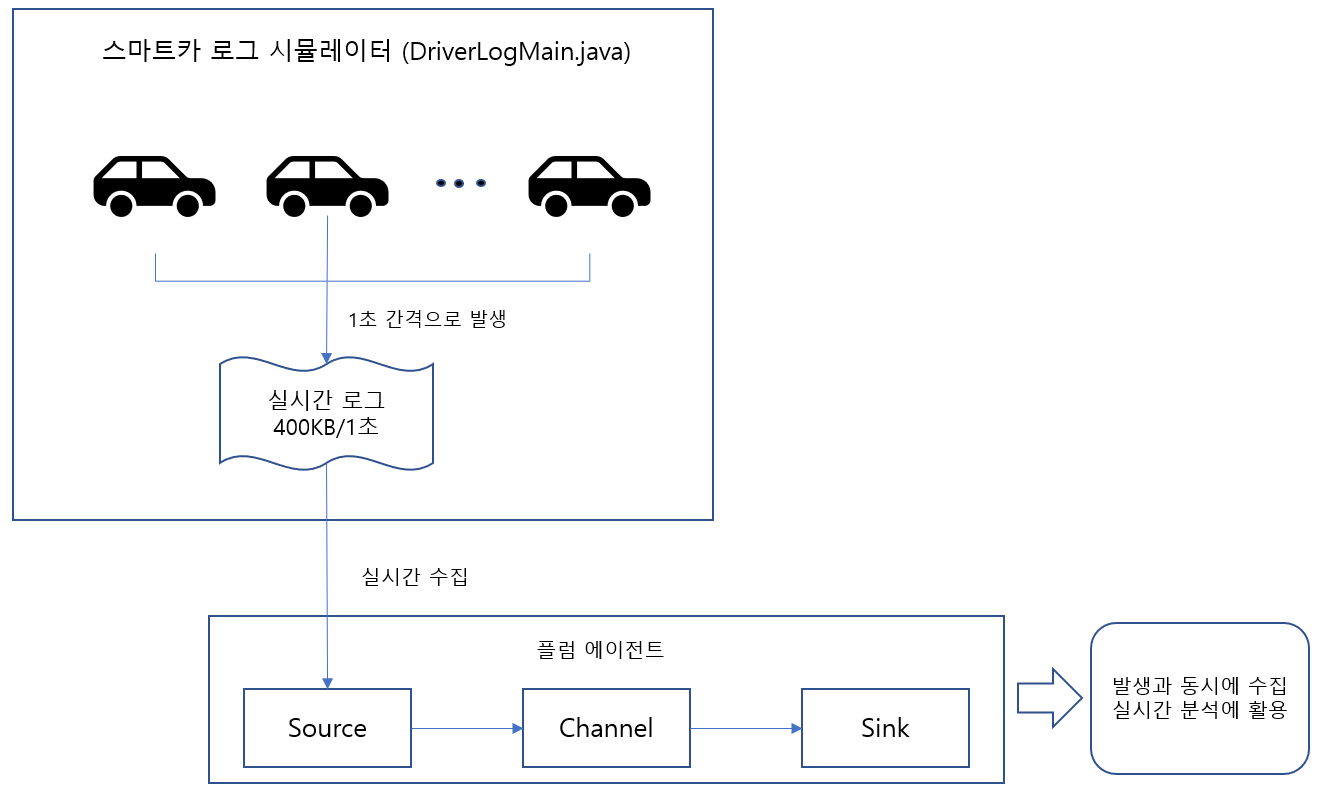 스마트카 로그 시뮬레이터 (DriverLogMain.java)
1초 간격으로 발생
실시간 로그
400KB/1초
실시간 수집
플럼 에이전트
Source
Channel
Sink
발생과 동시에 수집
실시간 분석에 활용